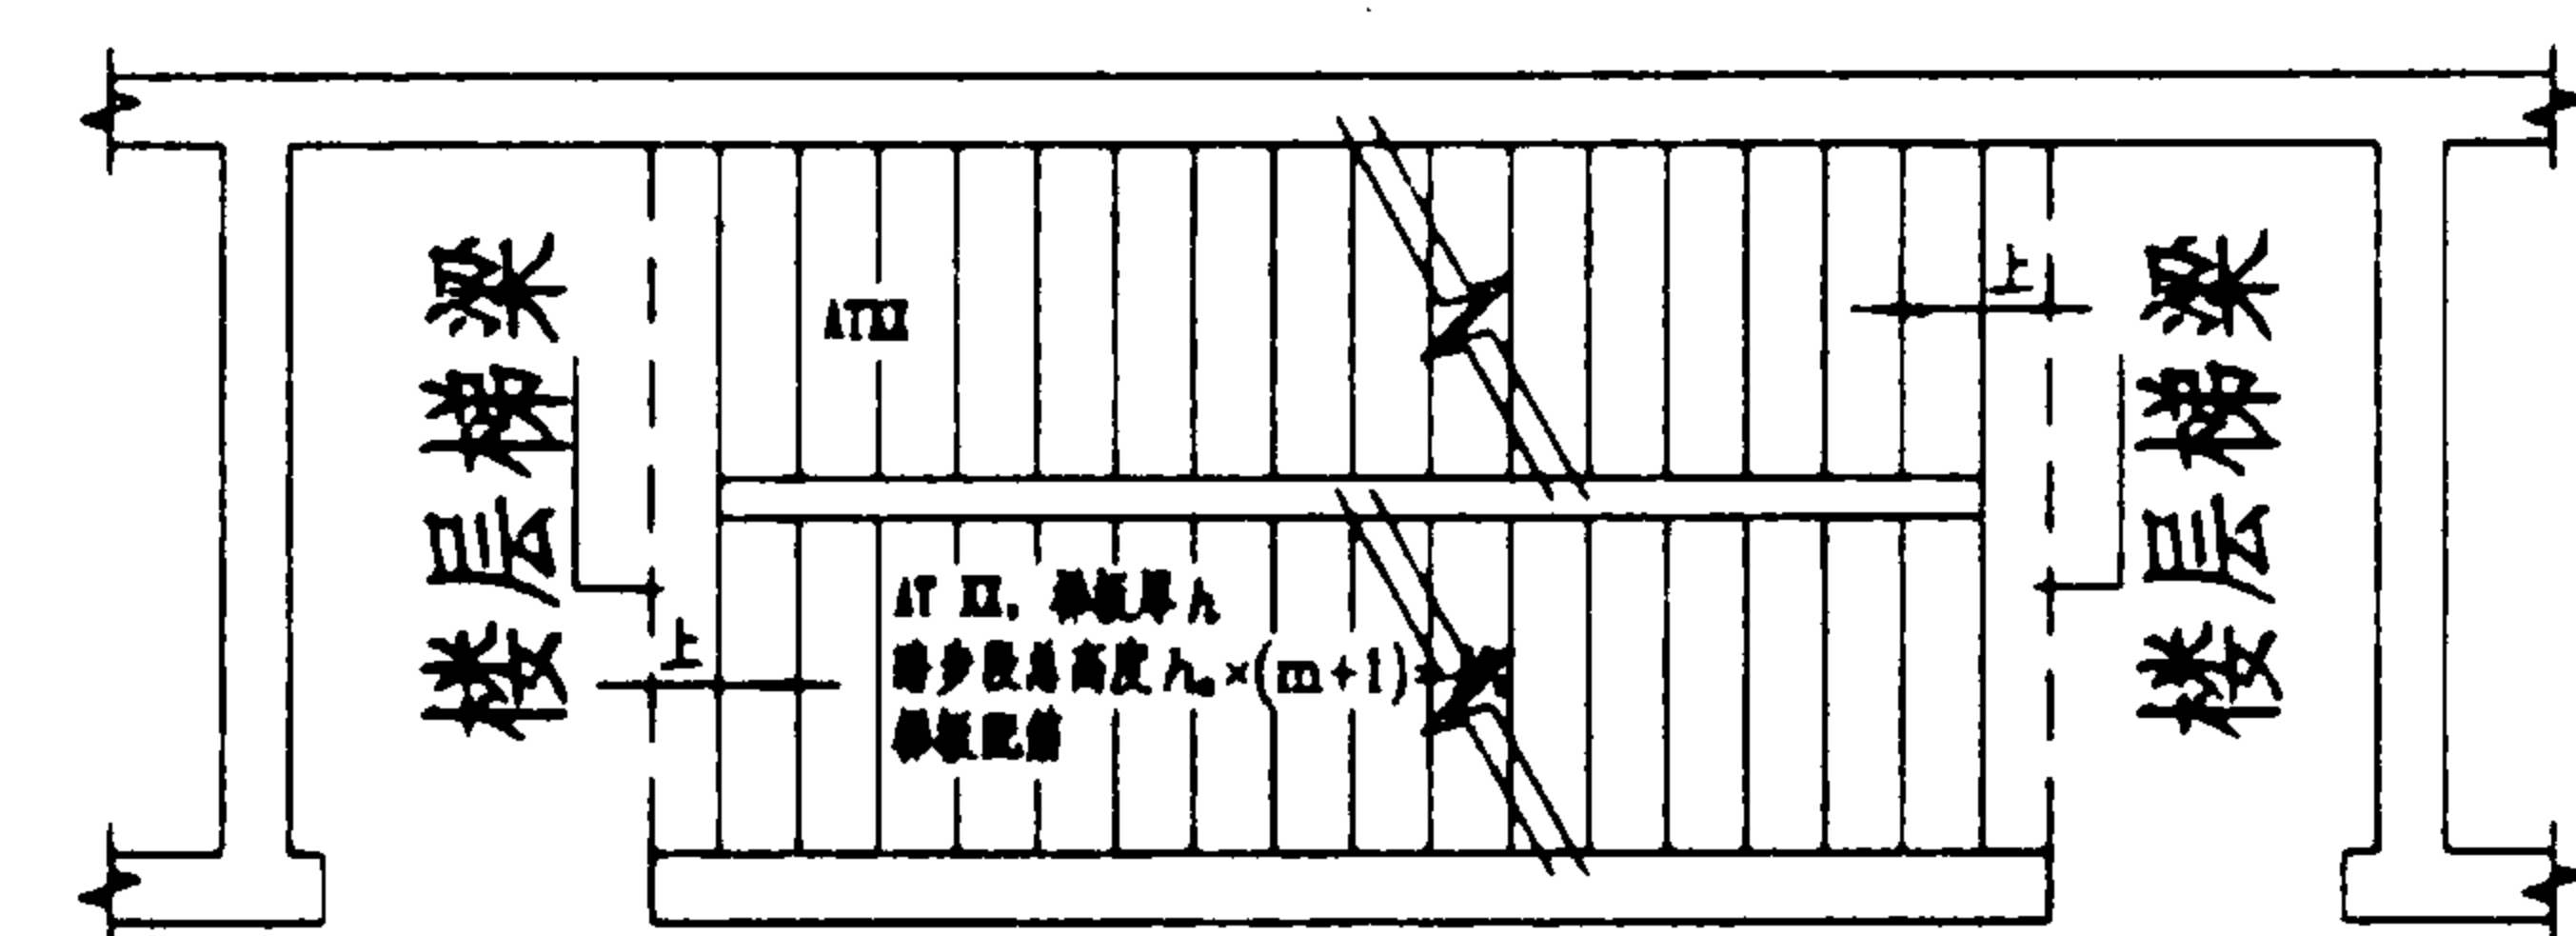 楼层梯梁
ATXX
上
上
楼层梯梁
AT XX, 梯板厚 h
踏步段总高度 hs×(m+1)
梯板配筋